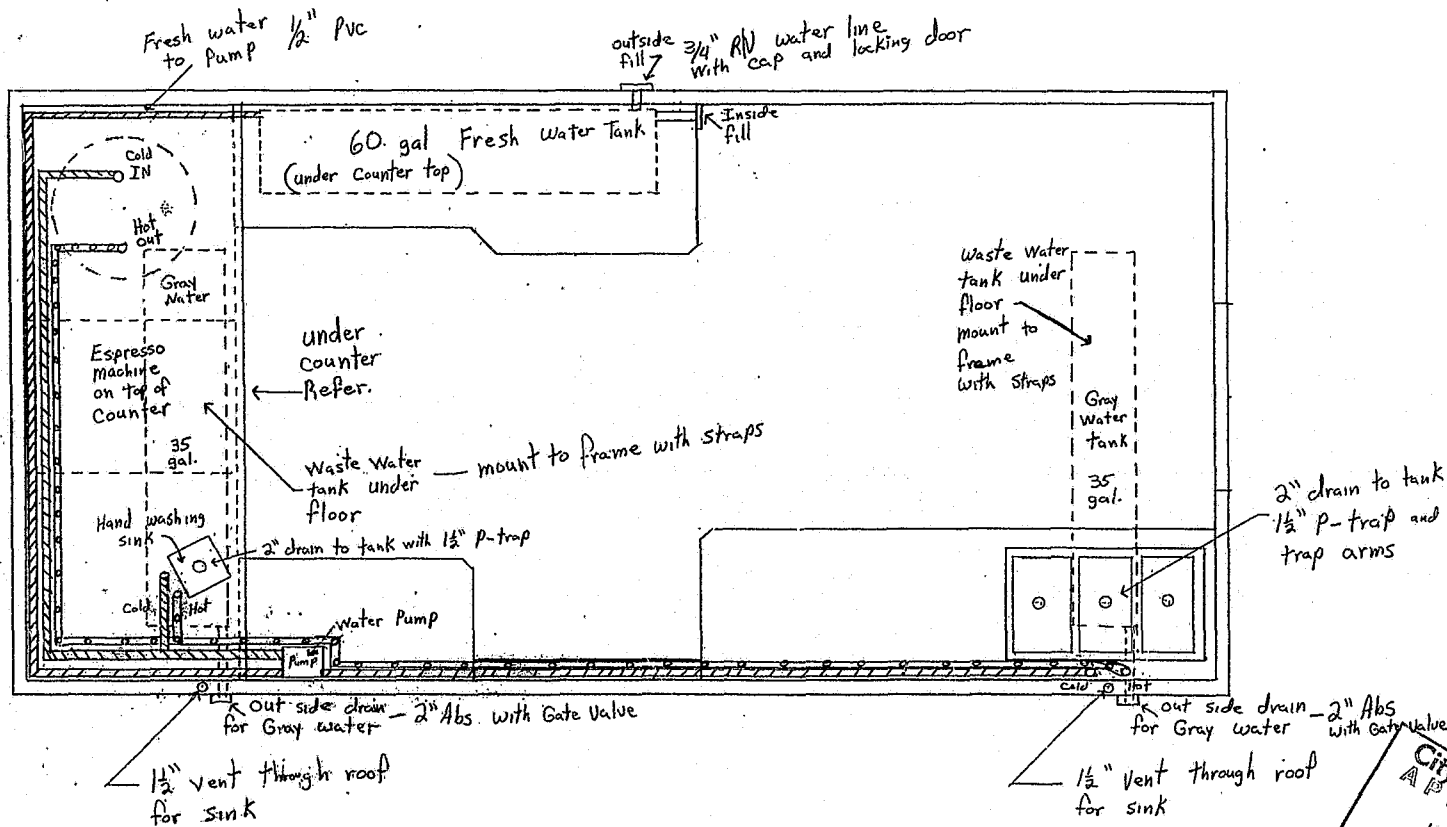 Fresh water 1/2" PVC
to Pump
outside
fill
3/4" RV water line
with cap and locking door
Inside
fill
60. gal Fresh Water Tank
(under Counter top)
Cold
IN
Hot
out
Gray
Water
Espresso
machine
on top of
Counter
35
gal.
under
counter
Refer.
Waste Water
tank under
floor
mount to frame with straps
Hand washing
sink
2" drain to tank with 1 1/2" P-trap
Cold
Hot
Water Pump
Pump
Waste Water
tank under
floor
mount to
frame
with straps
Gray
Water
tank
35
gal.
2" drain to tank
1 1/2" P-trap and
trap arms
Cold
Hot
out side drain - 2" Abs with Gate Valve
for Gray water
1 1/2" vent through roof
for sink
out side drain - 2" Abs
for Gray water with Gate Valve
1 1/2" vent through roof
for sink